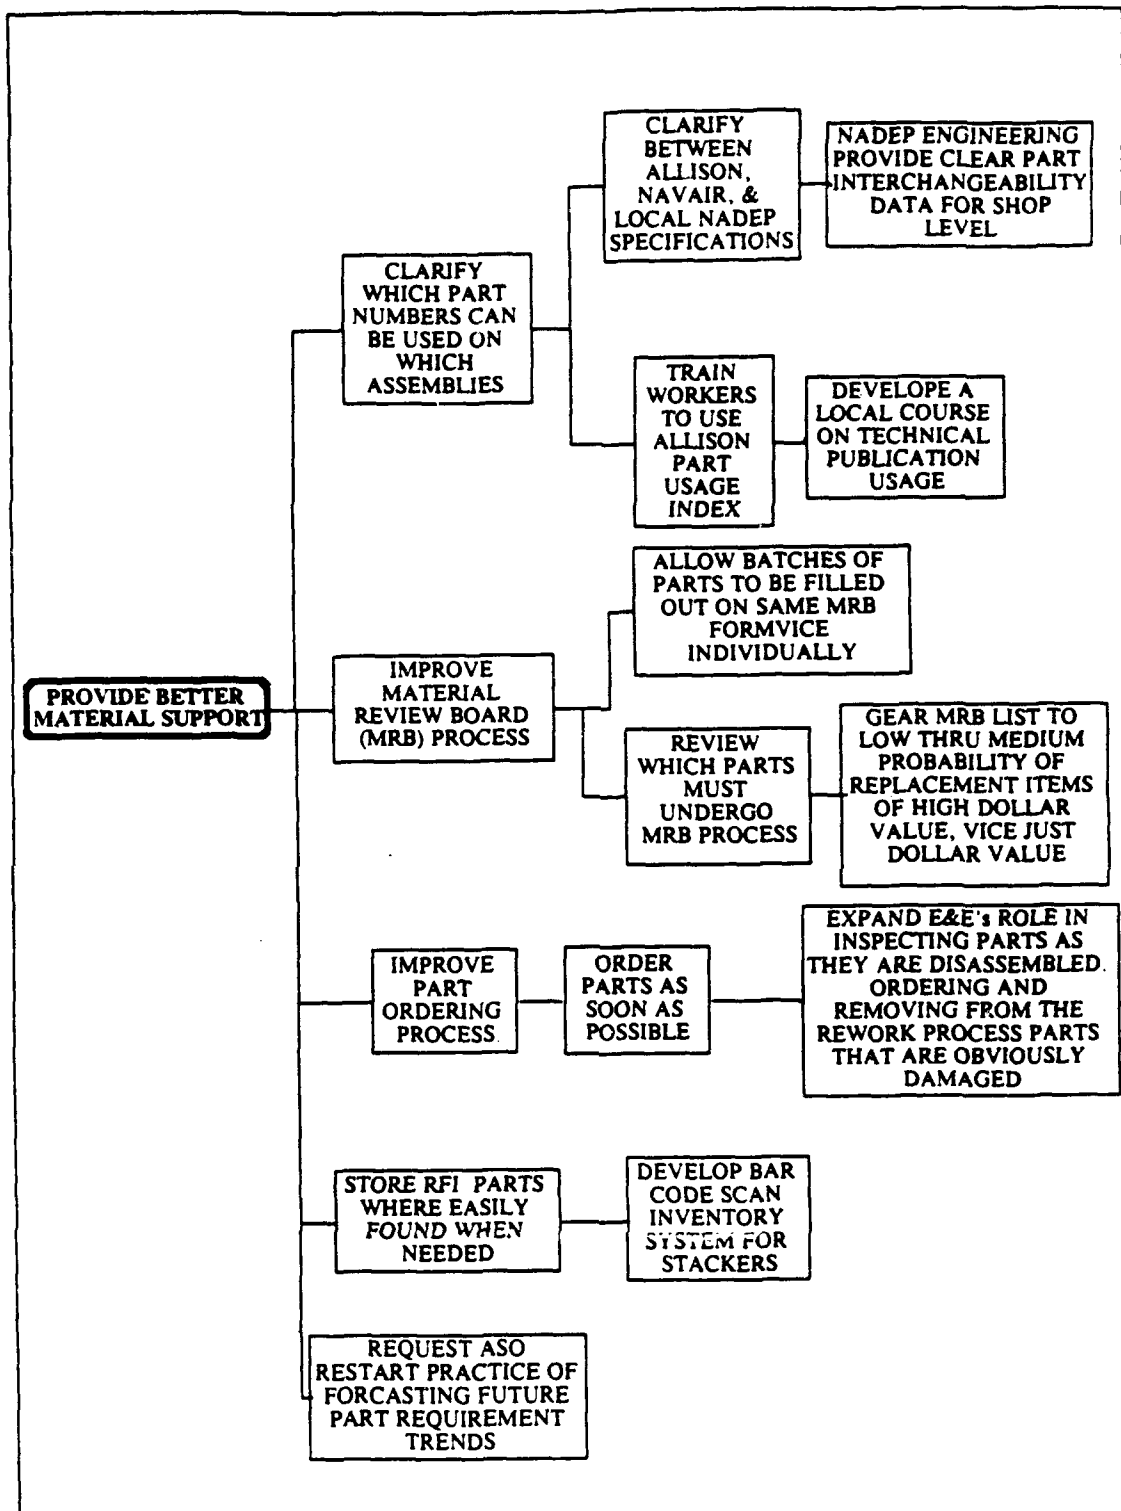 CLARIFY
BETWEEN
ALLISON,
NAVAIR, &
LOCAL NADEP
SPECIFICATIONS
NADEP ENGINEERING
PROVIDE CLEAR PART
INTERCHANGEABILITY
DATA FOR SHOP
LEVEL
CLARIFY
WHICH PART
NUMBERS CAN
BE USED ON
WHICH
ASSEMBLIES
TRAIN
WORKERS
TO USE
ALLISON
PART
USAGE
INDEX
DEVELOPE A
LOCAL COURSE
ON TECHNICAL
PUBLICATION
USAGE
ALLOW BATCHES OF
PARTS TO BE FILLED
OUT ON SAME MRB
FORMVICE
INDIVIDUALLY
PROVIDE BETTER
MATERIAL SUPPORT
IMPROVE
MATERIAL
REVIEW BOARD
(MRB) PROCESS
REVIEW
WHICH PARTS
MUST
UNDERGO
MRB PROCESS
GEAR MRB LIST TO
LOW THRU MEDIUM
PROBABILITY OF
REPLACEMENT ITEMS
OF HIGH DOLLAR
VALUE, VICE JUST
DOLLAR VALUE
IMPROVE
PART
ORDERING
PROCESS
ORDER
PARTS AS
SOON AS
POSSIBLE
EXPAND E&E's ROLE IN
INSPECTING PARTS AS
THEY ARE DISASSEMBLED.
ORDERING AND
REMOVING FROM THE
REWORK PROCESS PARTS
THAT ARE OBVIOUSLY
DAMAGED
STORE RFI PARTS
WHERE EASILY
FOUND WHEN
NEEDED
DEVELOP BAR
CODE SCAN
INVENTORY
SYSTEM FOR
STACKERS
REQUEST ASO
RESTART PRACTICE OF
FORCASTING FUTURE
PART REQUIREMENT
TRENDS